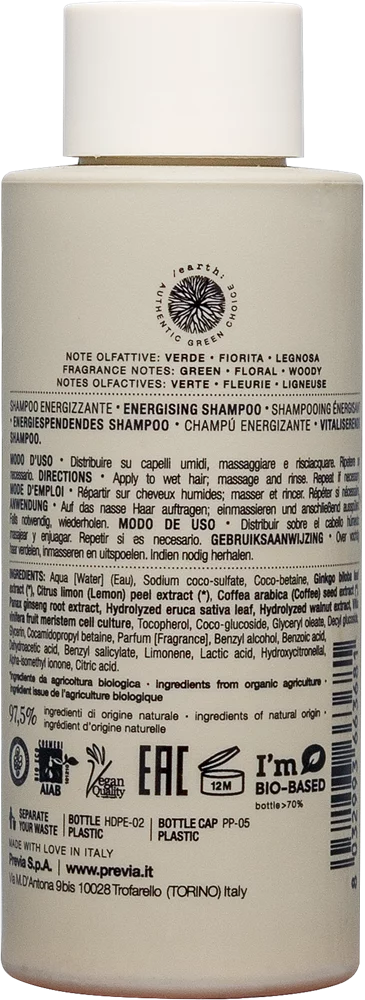 /earth:
AUTHENTIC GREEN CHOICE
NOTE OLFATTIVE: VERDE • FIORITA • LEGNOSA
FRAGRANCE NOTES: GREEN • FLORAL • WOODY
NOTES OLFACTIVES: VERTE • FLEURIE • LIGNEUSE
SHAMPOO ENERGIZZANTE • ENERGISING SHAMPOO • SHAMPOOING
• ENERGIESPENDENDES SHAMPOO • CHAMPÚ ENERGIZANTE •
SHAMPOO.
MODO D'USO • Distribuire su capelli umidi, massaggiare e risciacquare. Ripetere se
necessario. DIRECTIONS • Apply to wet hair; massage and rinse. Repeat if necessary.
MODE D'EMPLOI • Répartir sur cheveux humides; masser et rincer. Répéter si nécessaire.
ANWENDUNG • Auf das nasse Haar auftragen; einmassieren und anschließend
Falls notwendig, wiederholen. MODO DE USO • Distribuir sobre el cabello
masajear y enjuagar. Repetir si es necesario. GEBRUIKSAANWIJZING • Over
haar verdelen, inmasseren en uitspoelen. Indien nodig herhalen.
INGREDIENTS: Aqua [Water] (Eau), Sodium coco-sulfate, Coco-betaine, Ginkgo biloba leaf
extract (*), Citrus limon (Lemon) peel extract (*), Coffea arabica (Coffee) seed extract (*),
Panax ginseng root extract, Hydrolyzed eruca sativa leaf, Hydrolyzed walnut extract, Vitis
vinifera fruit meristem cell culture, Tocopherol, Coco-glucoside, Glyceryl oleate, Decyl glucoside,
Glycerin, Cocamidopropyl betaine, Parfum [Fragrance], Benzyl alcohol, Benzoic acid,
Dehydroacetic acid, Benzyl salicylate, Limonene, Lactic acid, Hydroxycitronellal,
Alpha-isomethyl ionone, Citric acid.
*Ingrediente da agricoltura biologica • Ingredients from organic agriculture •
Ingrédient issue de l'agriculture biologique
97,5% ingredienti di origine naturale • ingredients of natural origin •
ingrédient d'origine naturelle
AIAB
Vegan
Quality
EAC
12M
I'm
BIO-BASED
bottle>70%
SEPARATE
YOUR WASTE
BOTTLE HDPE-02
PLASTIC
BOTTLE CAP PP-05
PLASTIC
MADE WITH LOVE IN ITALY
Previa S.p.A. | www.previa.it
Via M.D'Antona 9bis 10028 Trofarello (TORINO) Italy